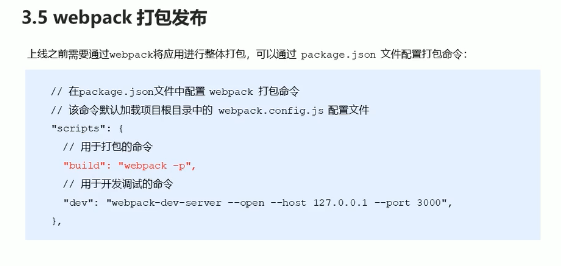 3.5 webpack 打包发布
上线之前需要通过webpack将应用进行整体打包，可以通过 package.json 文件配置打包命令：
// 在package.json文件中配置 webpack 打包命令
// 该命令默认加载项目根目录中的 webpack.config.js 配置文件
"scripts": {
// 用于打包的命令
"build": "webpack -p",
// 用于开发调试的命令
"dev": "webpack-dev-server --open --host 127.0.0.1 --port 3000",
},